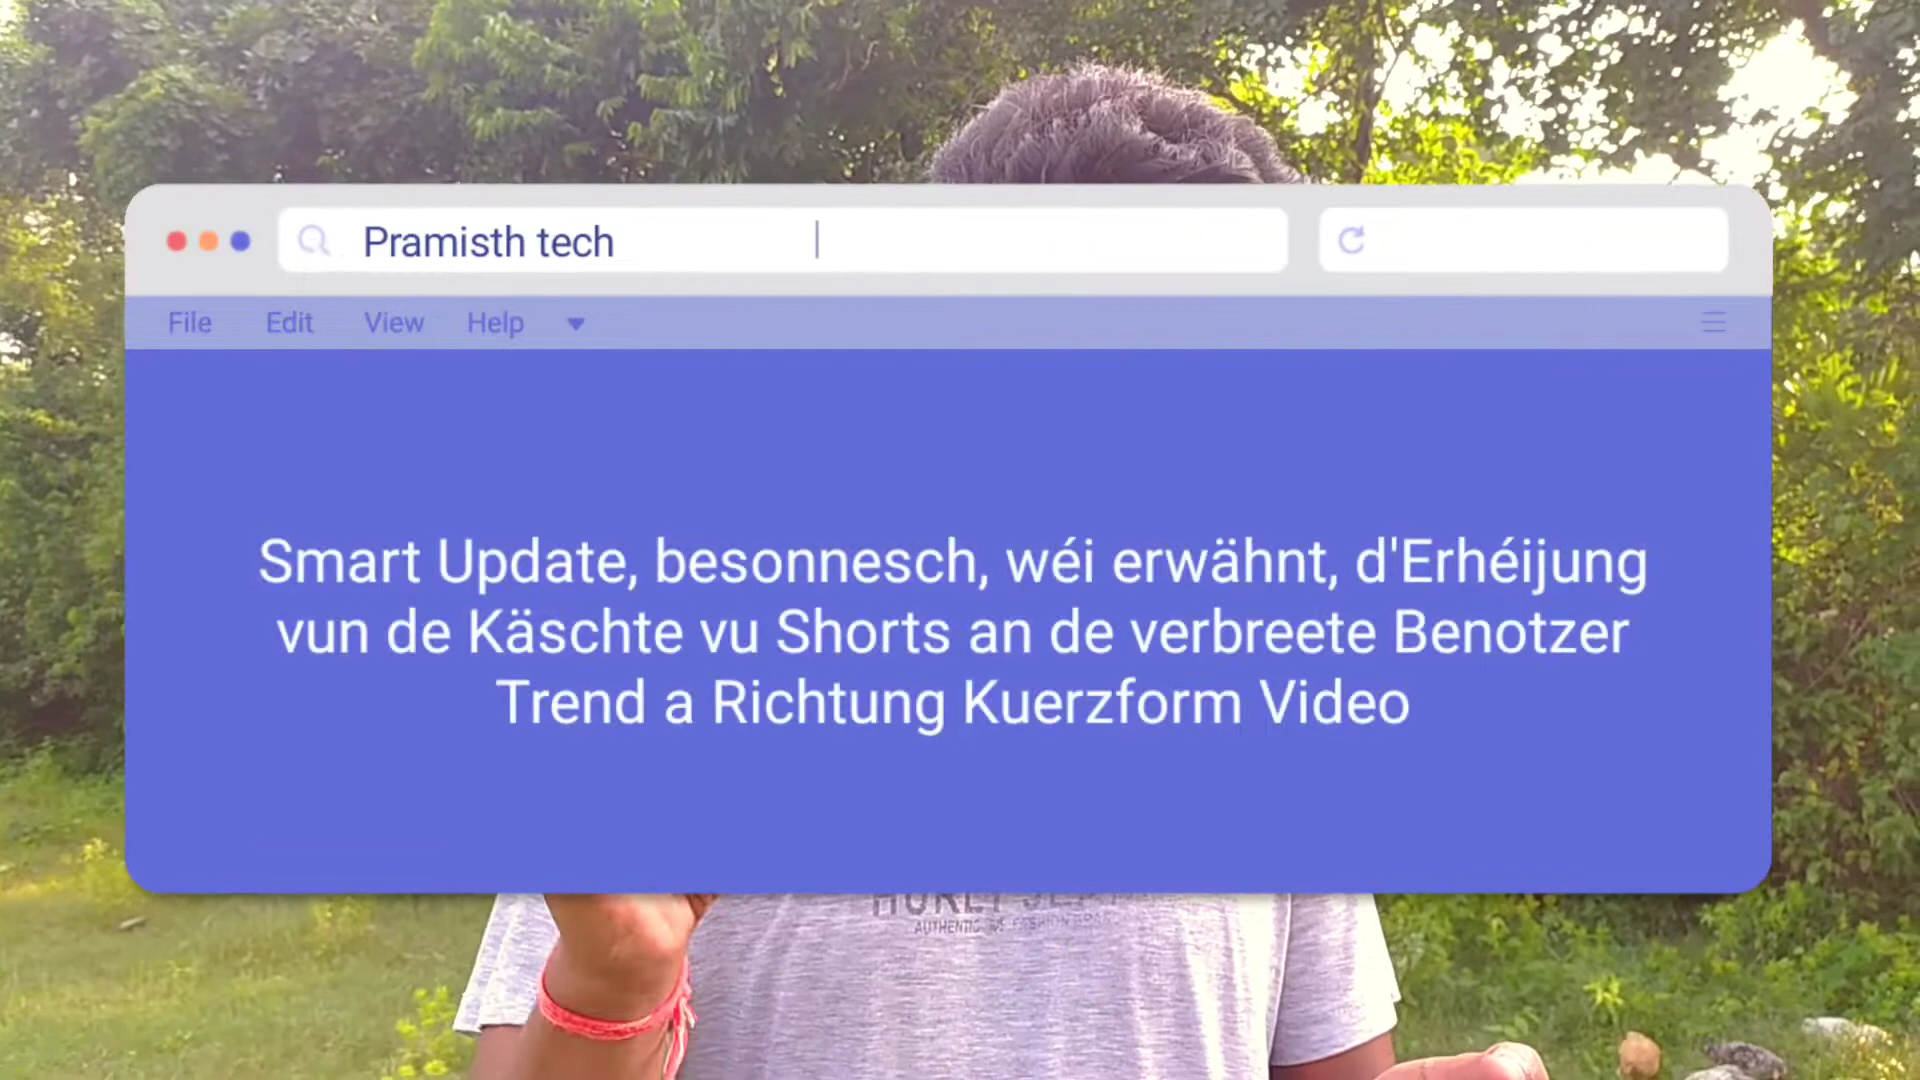 Pramisth tech
File Edit View Help
Smart Update, besonnesch, wéi erwähnt, d'Erhéijung
vun de Käschte vu Shorts an de verbreete Benotzer
Trend a Richtung Kuerzform Video
AUTHENTIC